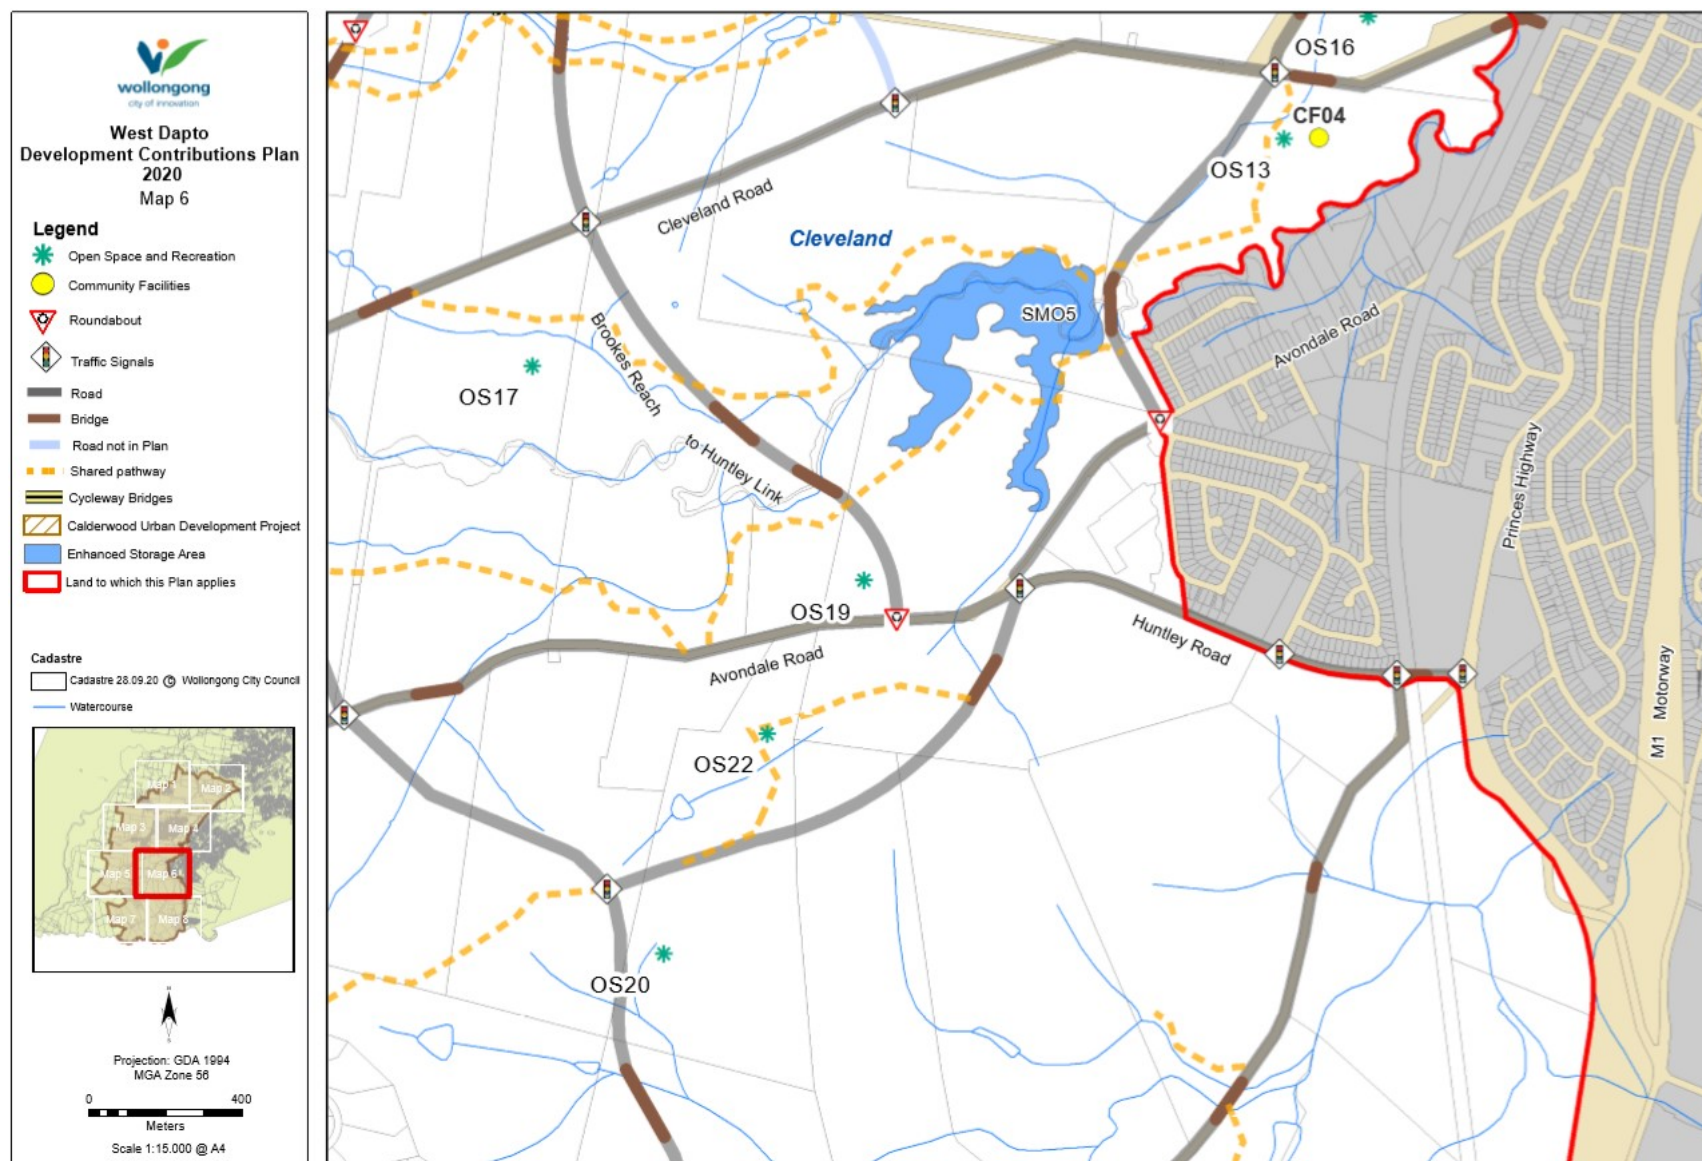 wollongong
city of innovation
West Dapto
Development Contributions Plan
2020
Map 6
Legend
Open Space and Recreation
Community Facilities
Roundabout
Traffic Signals
Road
Bridge
Road not in Plan
Shared pathway
Cycleway Bridges
Calderwood Urban Development Project
Enhanced Storage Area
Land to which this Plan applies
Cadastre
Cadastre 28.09.20 © Wollongong City Council
Watercourse
Map 1
Map 2
Map 3
Map 4
Map 5
Map 6
Map 7
Map 8
N
S
Projection: GDA 1994
MGA Zone 56
0 400
Meters
Scale 1:15.000 @ A4
OS16
CF04
OS13
Cleveland Road
Cleveland
SMO5
Avondale Road
Brookes Reach
to Huntley Link
OS17
Princes Highway
OS19
Avondale Road
Huntley Road
M1 Motorway
OS22
OS20